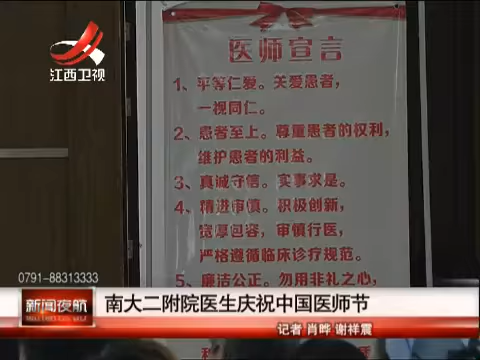 江西卫视
医师宣言
1、平等仁爱。关爱患者，
一视同仁。
2、患者至上。尊重患者的权利，
维护患者的利益。
3、真诚守信。实事求是。
4、精进审慎。积极创新，
宽厚包容，审慎行医，
严格遵循临床诊疗规范。
5、廉洁公正。勿用非礼之心，
0791-88313333
新闻夜航
南大二附院医生庆祝中国医师节
记者 肖晔 谢祥震